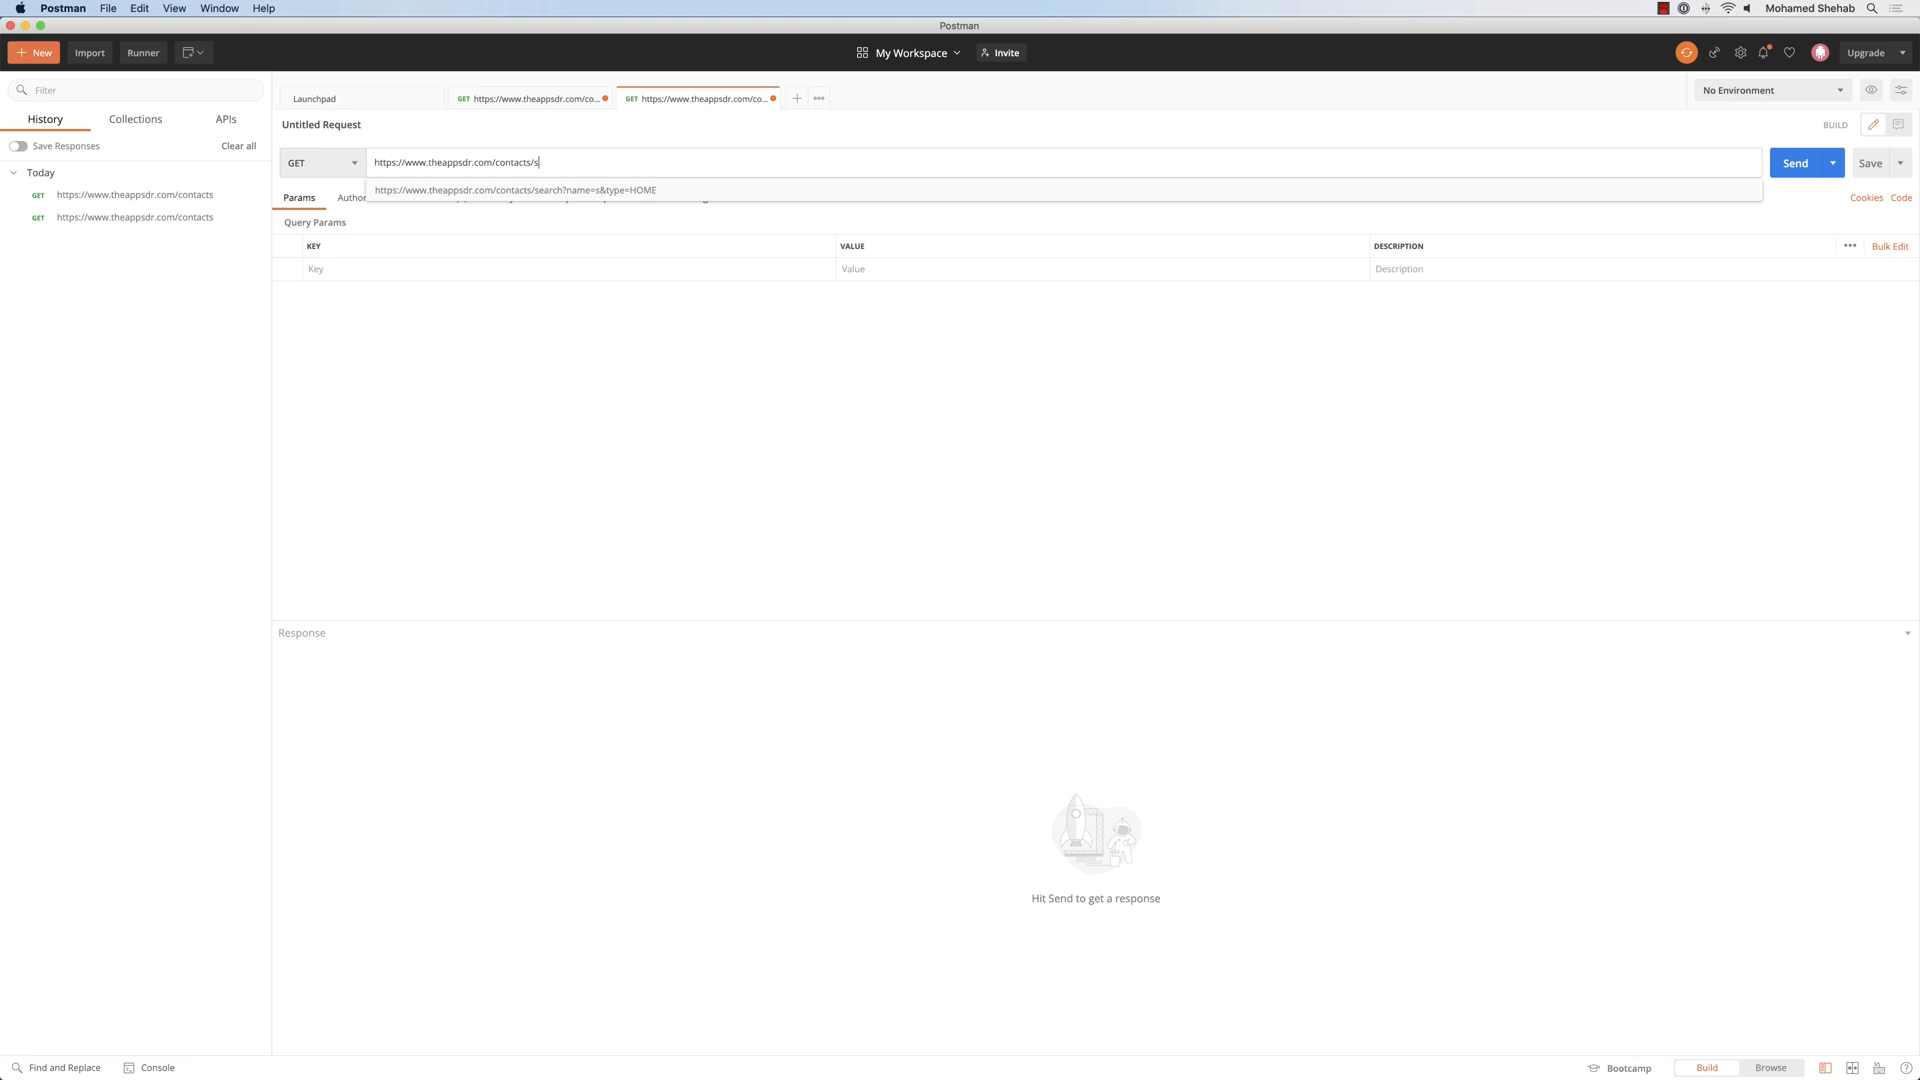 Postman File Edit View Window Help
Mohamed Shehab
Postman
New Import Runner
My Workspace
Invite
Upgrade
Filter
Launchpad
GET https://www.theappsdr.com/co...
GET https://www.theappsdr.com/co...
No Environment
History Collections APIs
Untitled Request
BUILD
Save Responses
Clear all
GET
https://www.theappsdr.com/contacts/s
Send
Save
Today
https://www.theappsdr.com/contacts/search?name=s&type=HOME
GET https://www.theappsdr.com/contacts
Params Author
Cookies Code
GET https://www.theappsdr.com/contacts
Query Params
KEY VALUE DESCRIPTION
Bulk Edit
Key Value Description
Response
Hit Send to get a response
Find and Replace Console
Bootcamp Build Browse